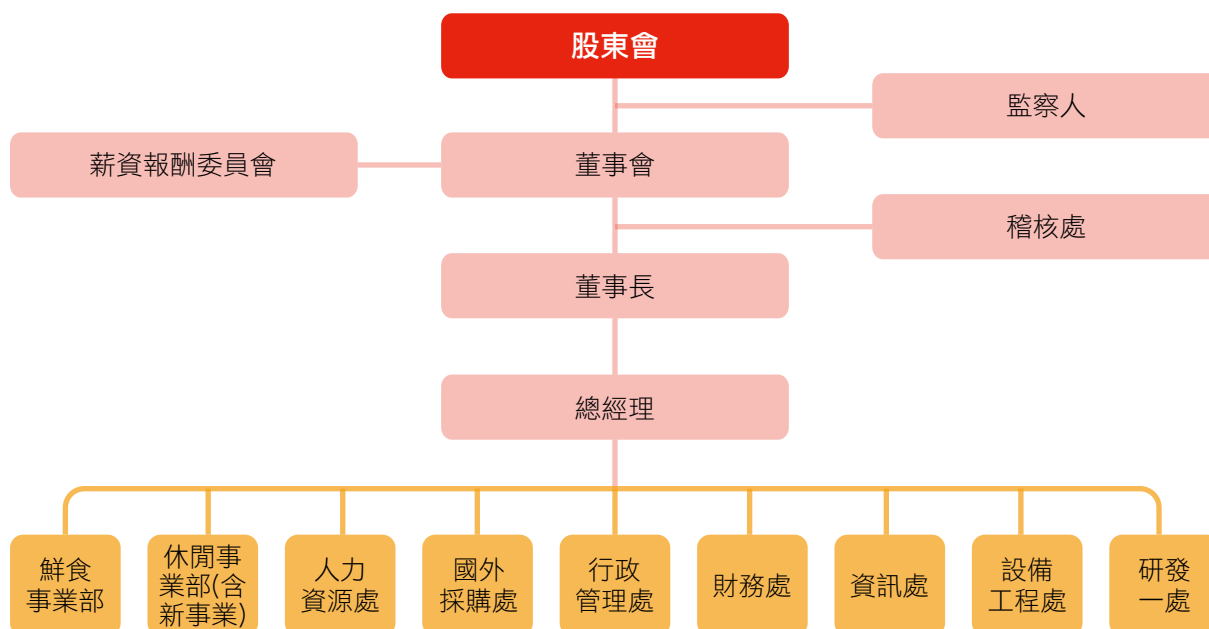 股東會
監察人
薪資報酬委員會
董事會
稽核處
董事長
總經理
鮮食
事業部
休閒事
業部(含
新事業)
人力
資源處
國外
採購處
行政
管理處
財務處
資訊處
設備
工程處
研發
一處